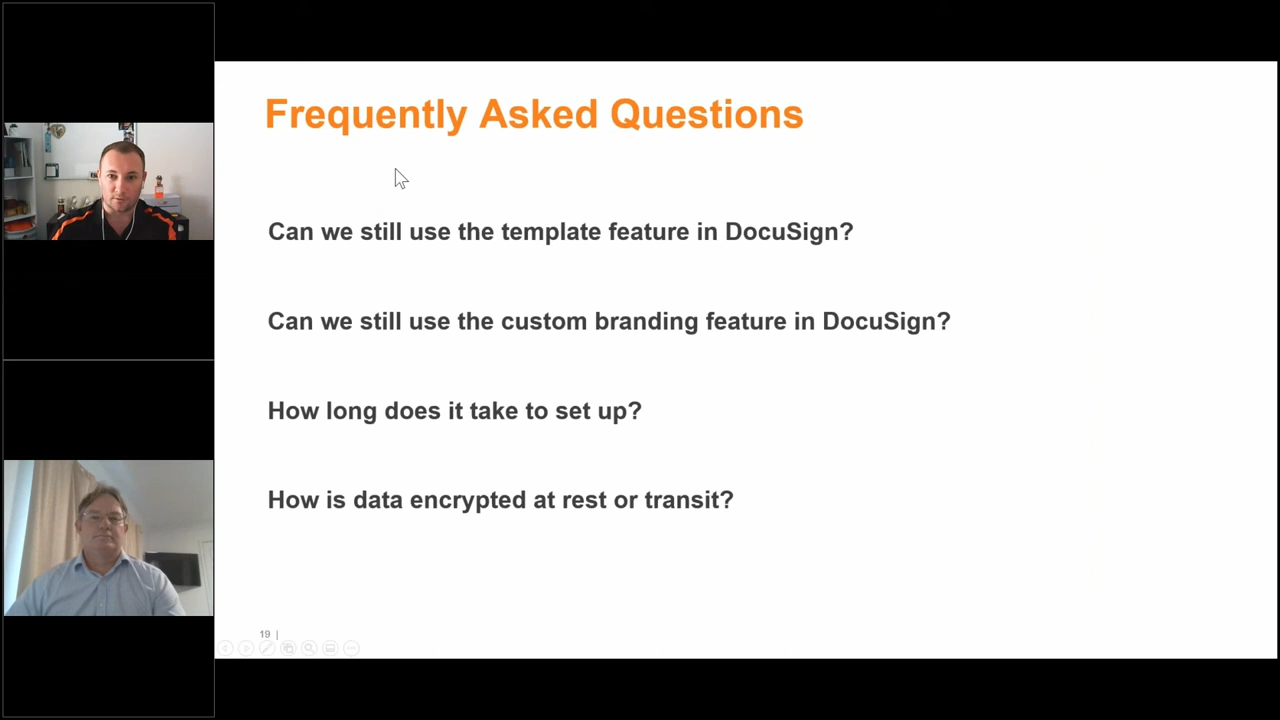 Frequently Asked Questions
Can we still use the template feature in DocuSign?
Can we still use the custom branding feature in DocuSign?
How long does it take to set up?
How is data encrypted at rest or transit?
19 |